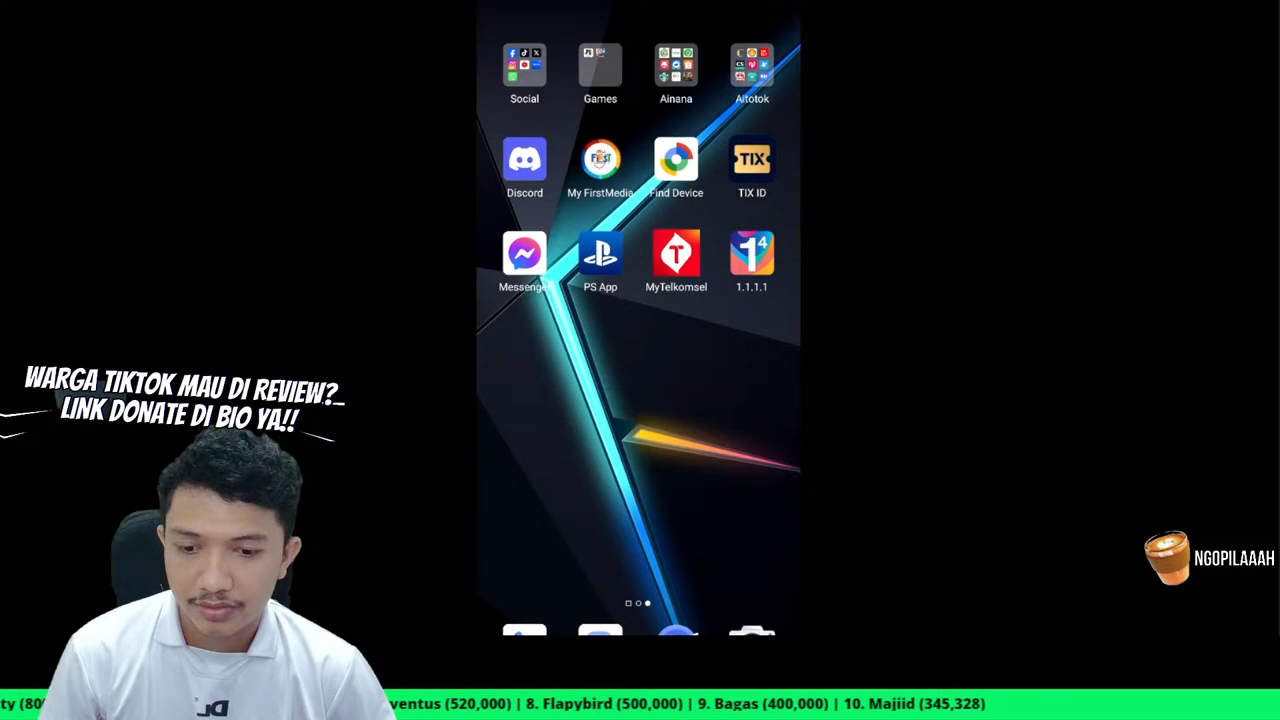 Social Games Ainana Aitotok
Discord My FirstMedia Find Device TIX ID
TIX
Messenge PS App MyTelkomsel 1.1.1.1
WARGA TIKTOK MAU DI REVIEW?
LINK DONATE DI BIO YA!!
NGOPILAAAH
ventus (520,000) | 8. Flapybird (500,000) | 9. Bagas (400,000) | 10. Majiid (345,328)